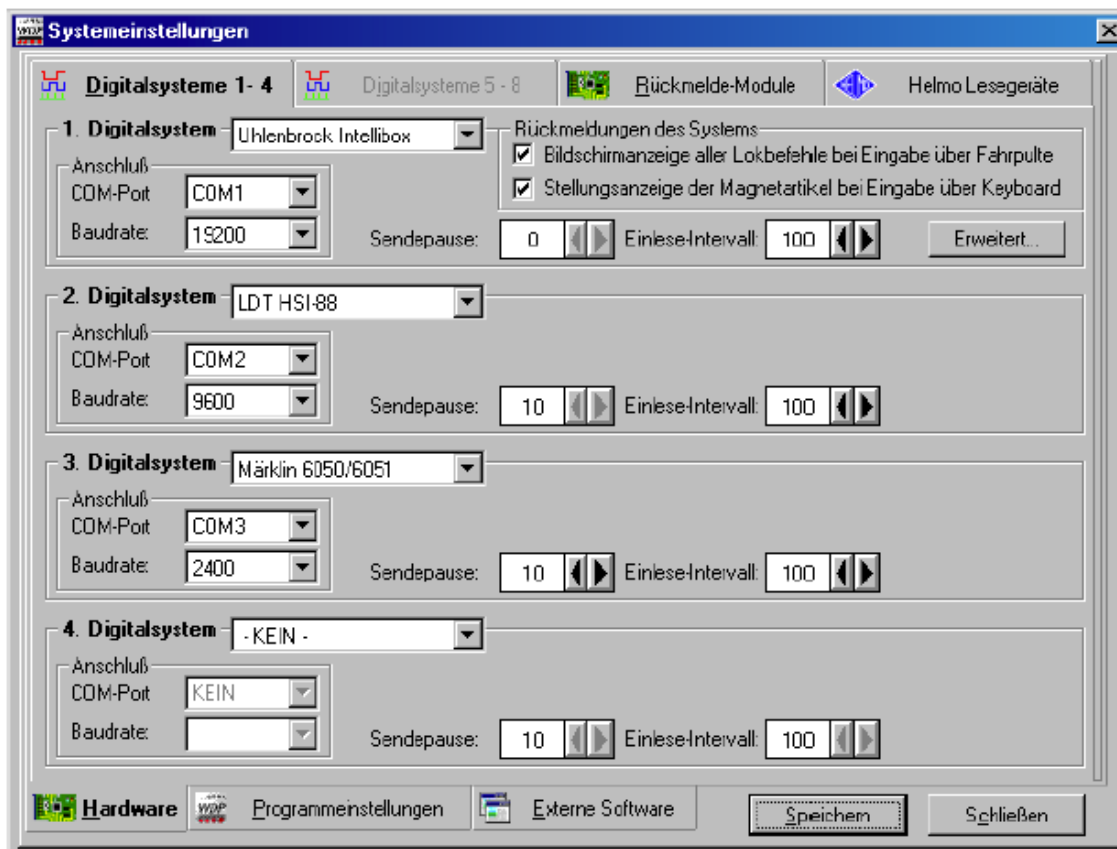 Systemeinstellungen
Digitalsysteme 1- 4
Digitalsysteme 5 - 8
Rückmelde-Module
Helmo Lesegeräte
1. Digitalsystem
Uhlenbrock Intellibox
Rückmeldungen des Systems
Bildschirmanzeige aller Lokbefehle bei Eingabe über Fahrpulte
Stellungsanzeige der Magnetartikel bei Eingabe über Keyboard
Anschluß
COM-Port COM1
Baudrate: 19200
Sendepause: 0
Einlese-Intervall: 100
Erweitert...
2. Digitalsystem
LDT HSI-88
Anschluß
COM-Port COM2
Baudrate: 9600
Sendepause: 10
Einlese-Intervall: 100
3. Digitalsystem
Märklin 6050/6051
Anschluß
COM-Port COM3
Baudrate: 2400
Sendepause: 10
Einlese-Intervall: 100
4. Digitalsystem
- KEIN -
Anschluß
COM-Port KEIN
Baudrate:
Sendepause: 10
Einlese-Intervall: 100
Hardware
WDP
Programmeinstellungen
Externe Software
Speichern
Schließen